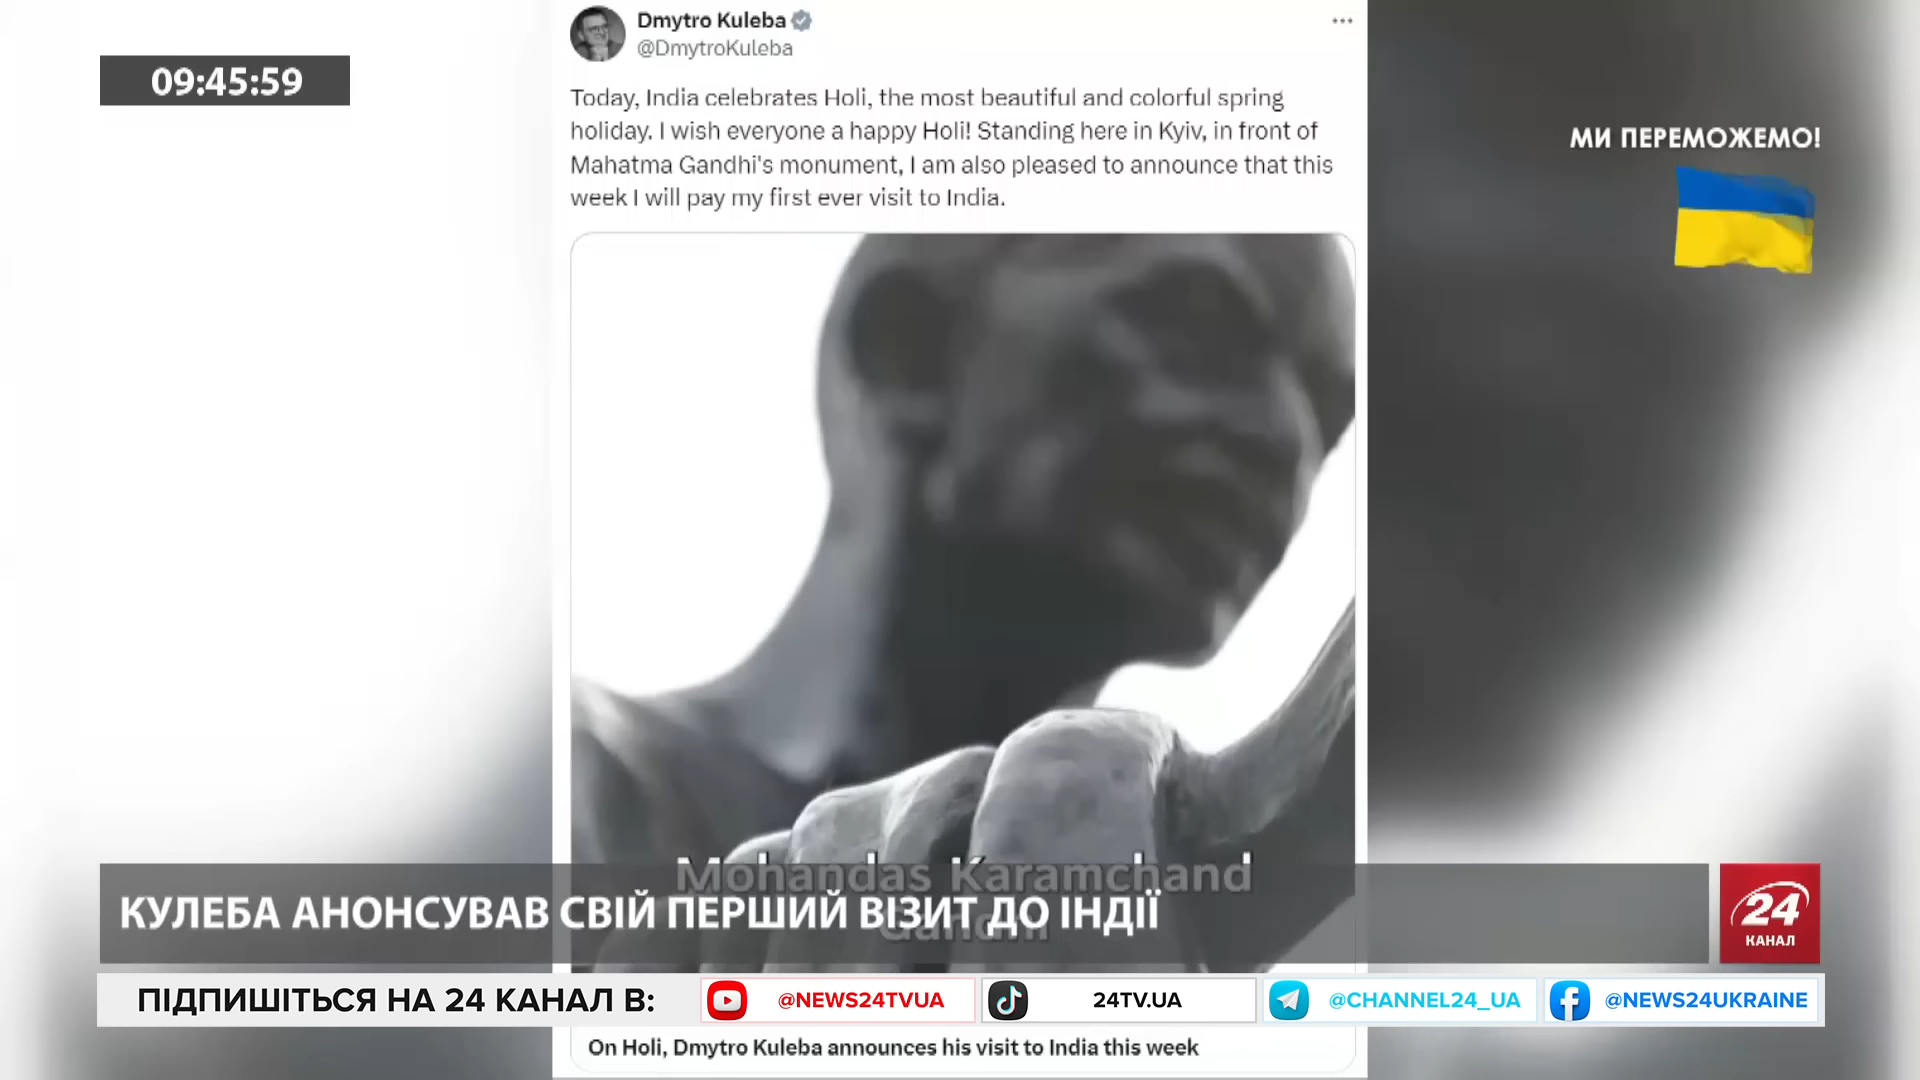 Dmytro Kuleba
@DmytroKuleba
09:45:59
Today, India celebrates Holi, the most beautiful and colorful spring
holiday. I wish everyone a happy Holi! Standing here in Kyiv, in front of
Mahatma Gandhi's monument, I am also pleased to announce that this
week I will pay my first ever visit to India.
МИ ПЕРЕМОЖЕМО!
Mohandas Karamchand
Gandhi
КУЛЕБА АНОНСУВАВ СВІЙ ПЕРШИЙ ВІЗИТ ДО ІНДІЇ
24
КАНАЛ
ПІДПИШІТЬСЯ НА 24 КАНАЛ В:
@NEWS24TVUA
24TV.UA
@CHANNEL24_UA
@NEWS24UKRAINE
On Holi, Dmytro Kuleba announces his visit to India this week